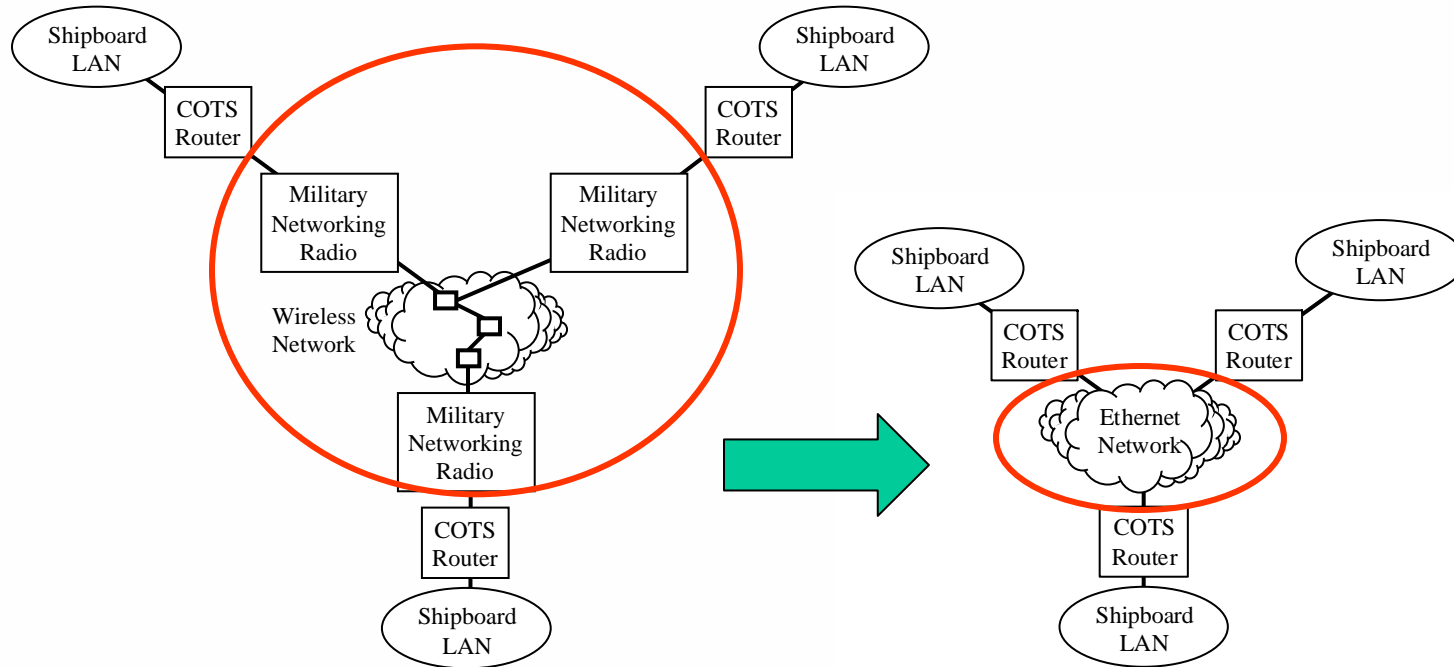 Shipboard
LAN
COTS
Router
Shipboard
LAN
COTS
Router
Military
Networking
Radio
Military
Networking
Radio
Wireless
Network
Military
Networking
Radio
COTS
Router
Shipboard
LAN
Shipboard
LAN
COTS
Router
Shipboard
LAN
COTS
Router
Ethernet
Network
COTS
Router
Shipboard
LAN